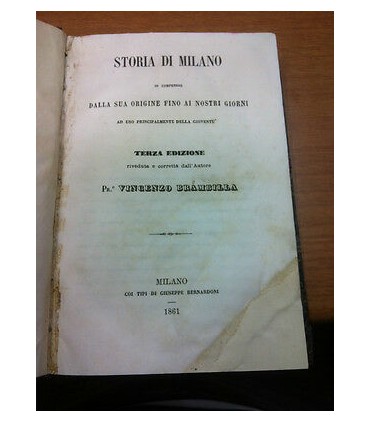 STORIA DI MILANO
IN COMPENDIO
DALLA SUA ORIGINE FINO AI NOSTRI GIORNI
AD USO PRINCIPALMENTE DELLA GIOVENTU'
TERZA EDIZIONE
riveduta e corretta dall'Autore
PR.e VINCENZO BRAMBILLA
MILANO
COI TIPI DI GIUSEPPE BERNARDONI
1861